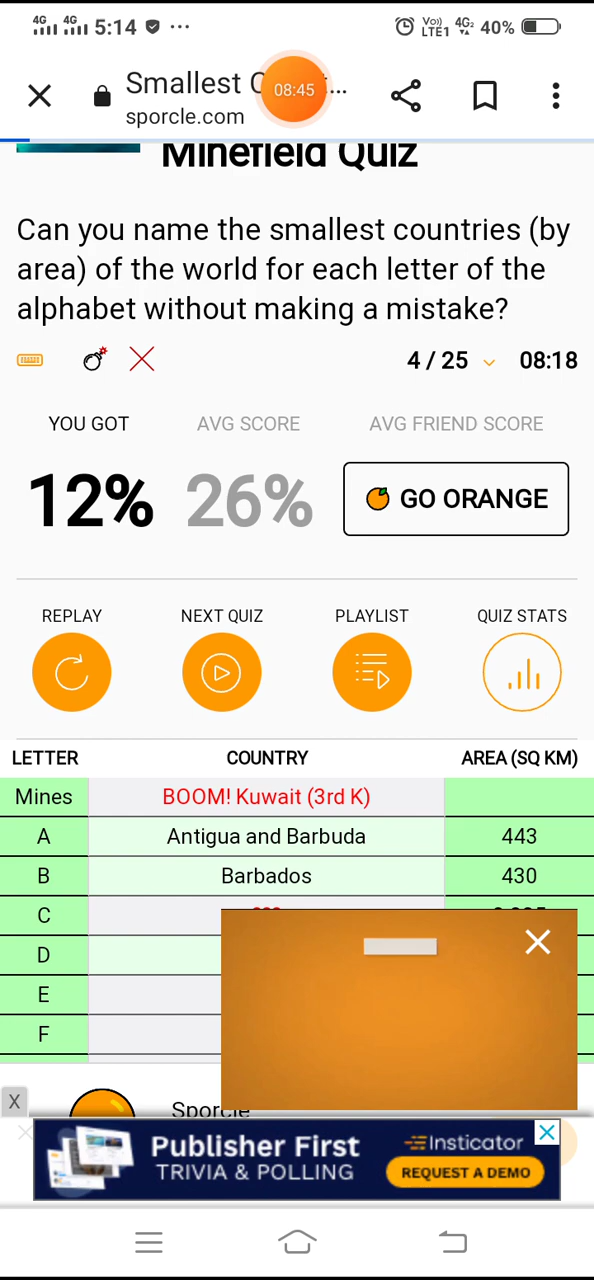 4G 4G 5:14 ... Vo)) LTE1 4G2 40%
Smallest C 08:45 ...
sporcle.com
Minefield Quiz
Can you name the smallest countries (by
area) of the world for each letter of the
alphabet without making a mistake?
4 / 25 08:18
YOU GOT AVG SCORE AVG FRIEND SCORE
12% 26% GO ORANGE
REPLAY NEXT QUIZ PLAYLIST QUIZ STATS
LETTER COUNTRY AREA (SQ KM)
Mines BOOM! Kuwait (3rd K)
A Antigua and Barbuda 443
B Barbados 430
C
D
E
F
X Sporcle
Publisher First Insticator
TRIVIA & POLLING REQUEST A DEMO